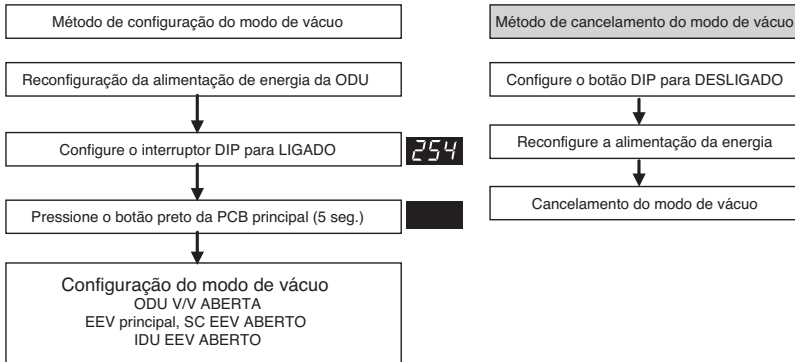 Método de configuração do modo de vácuo
Reconfiguração da alimentação de energia da ODU
Configure o interruptor DIP para LIGADO
254
Pressione o botão preto da PCB principal (5 seg.)
Configuração do modo de vácuo
ODU V/V ABERTA
EEV principal, SC EEV ABERTO
IDU EEV ABERTO
Método de cancelamento do modo de vácuo
Configure o botão DIP para DESLIGADO
Reconfigure a alimentação da energia
Cancelamento do modo de vácuo